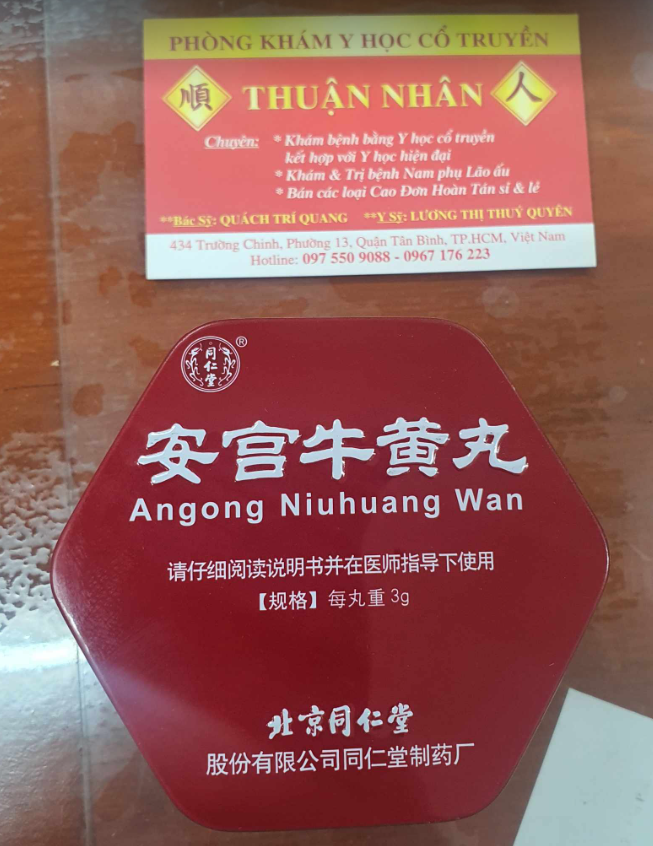 PHÒNG KHÁM Y HỌC CỔ TRUYỀN
順 THUẬN NHÂN 人
Chuyên: * Khám bệnh bằng Y học cổ truyền
kết hợp với Y học hiện đại
* Khám & Trị bệnh Nam phụ Lão ấu
* Bán các loại Cao Đơn Hoàn Tán sỉ & lẻ
**Bác Sỹ: QUÁCH TRÍ QUANG **Y Sỹ: LƯƠNG THỊ THUÝ QUYÊN
434 Trường Chinh, Phường 13, Quận Tân Bình, TP.HCM, Việt Nam
Hotline: 097 550 9088 - 0967 176 223
同仁堂 ®
安宫牛黄丸
Angong Niuhuang Wan
请仔细阅读说明书并在医师指导下使用
【规格】每丸重 3g
北京同仁堂
股份有限公司同仁堂制药厂